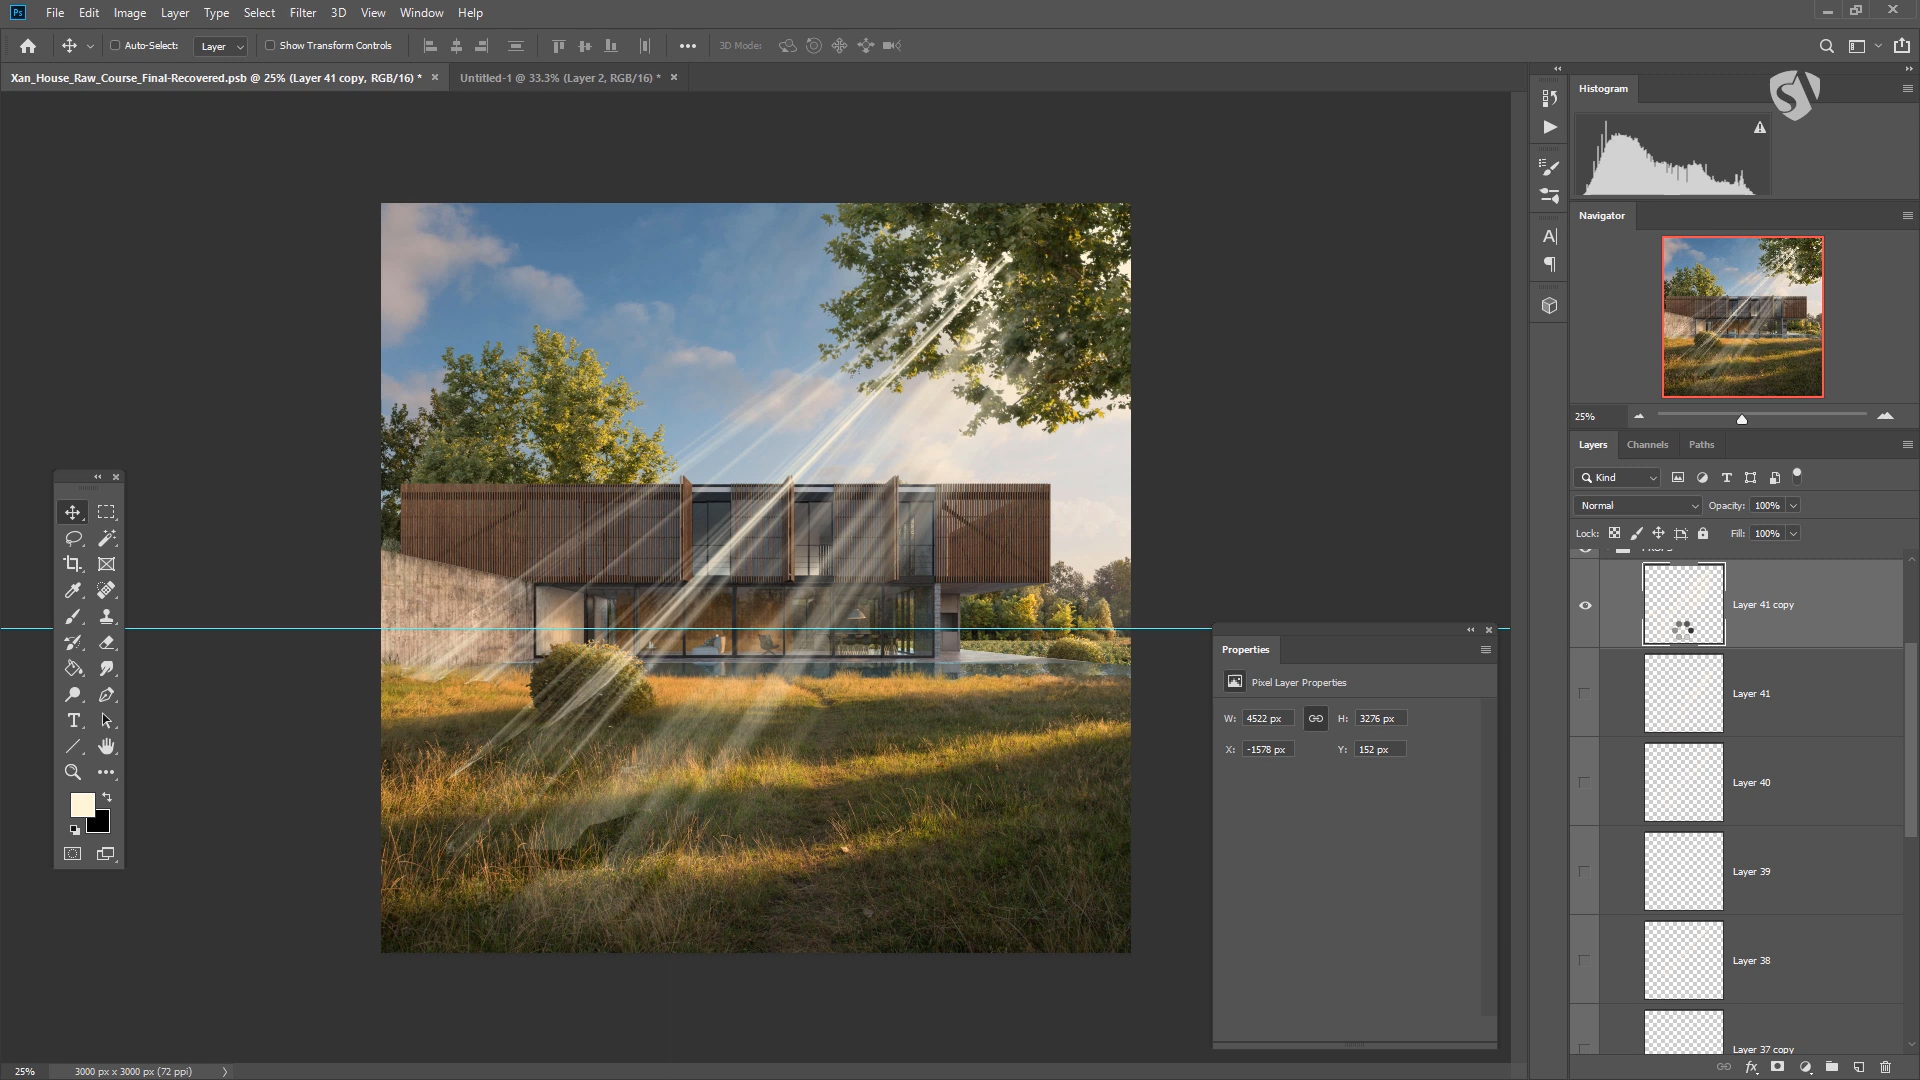 Ps File Edit Image Layer Type Select Filter 3D View Window Help
Auto-Select: Layer Show Transform Controls 3D Mode:
Xan_House_Raw_Course_Final-Recovered.psb @ 25% (Layer 41 copy, RGB/16) *
Untitled-1 @ 33.3% (Layer 2, RGB/16) *
Histogram
Navigator
25%
Layers Channels Paths
Kind
Normal Opacity: 100%
Lock: Fill: 100%
Layer 41 copy
Layer 41
Layer 40
Layer 39
Layer 38
Layer 37 copy
Properties
Pixel Layer Properties
W: 4522 px H: 3276 px
X: -1578 px Y: 152 px
25% 3000 px x 3000 px (72 ppi)